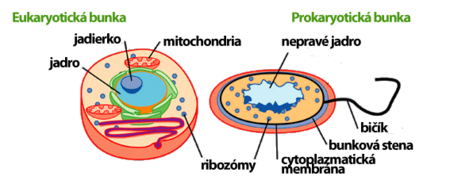 Eukaryotická bunka
Prokaryotická bunka
jadierko
mitochondria
nepravé jadro
jadro
bičík
bunková stena
ribozómy
cytoplazmatická
membrána